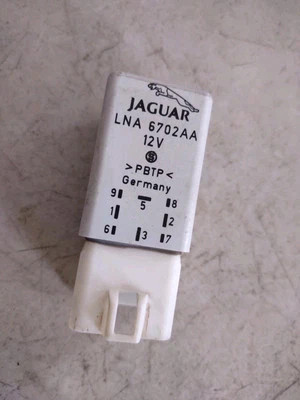 JAGUAR
LNA 6702AA
12V
>PBTP<
Germany
9 8
5
1 2
6 3 7